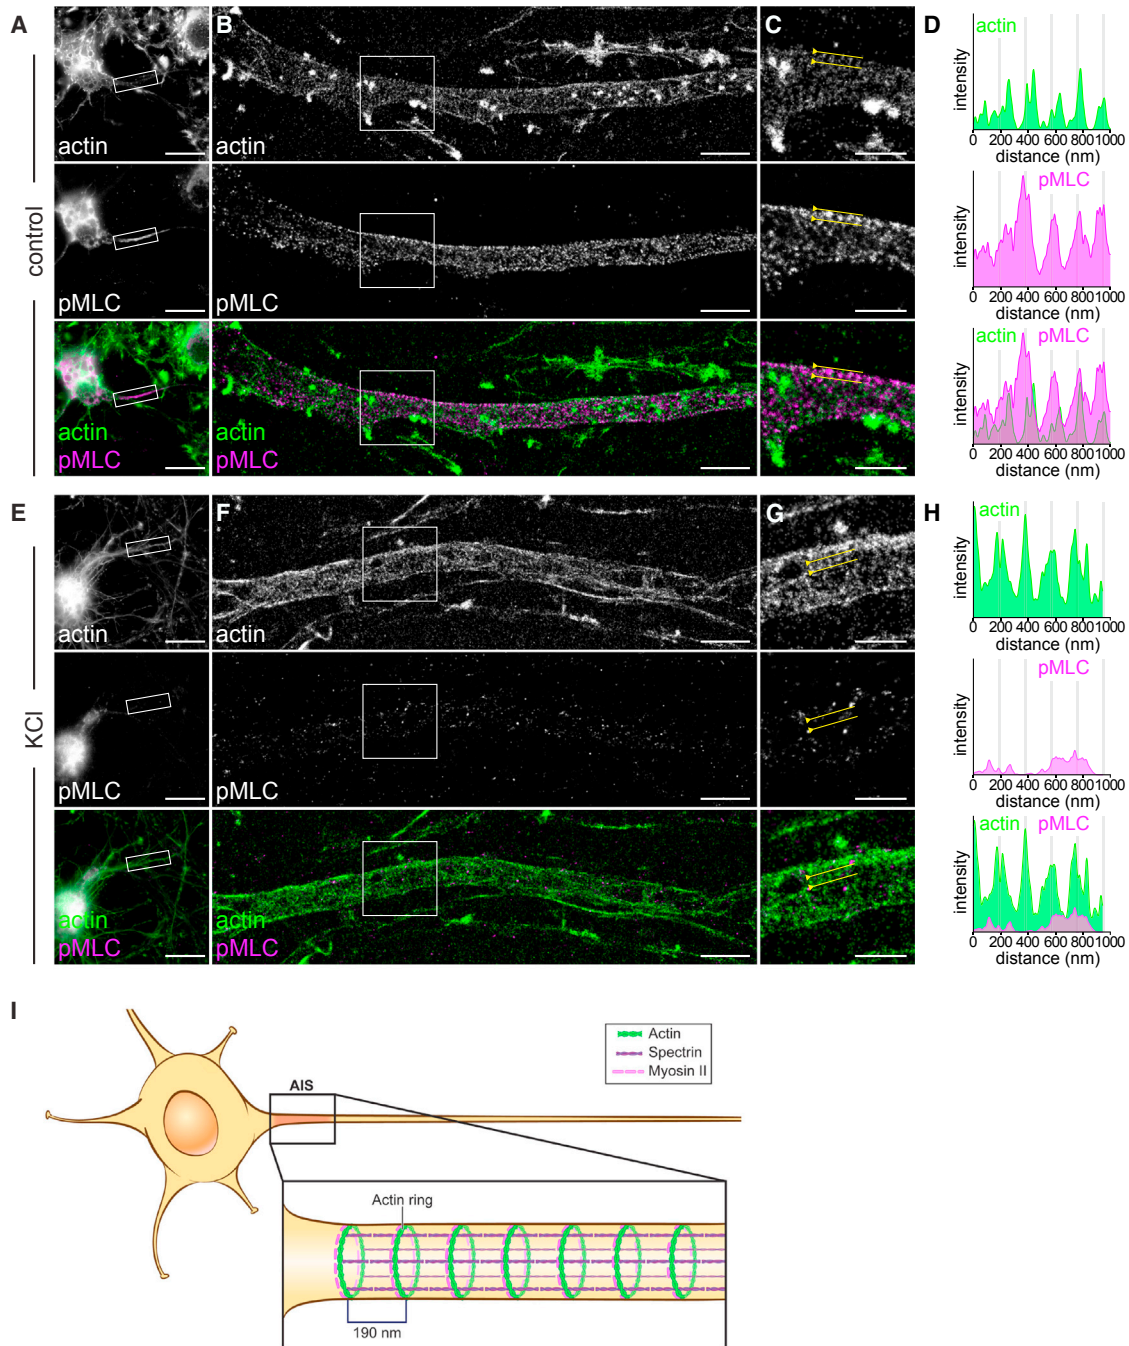 A
B
C
D
control
actin
actin
actin
intensity
0 200 400 600 800 1000
distance (nm)
pMLC
pMLC
pMLC
intensity
0 200 400 600 800 1000
distance (nm)
actin
pMLC
actin
pMLC
actin pMLC
intensity
0 200 400 600 800 1000
distance (nm)
E
F
G
H
KCl
actin
actin
actin
intensity
0 200 400 600 800 1000
distance (nm)
pMLC
pMLC
pMLC
intensity
0 200 400 600 800 1000
distance (nm)
actin
pMLC
actin
pMLC
actin pMLC
intensity
0 200 400 600 800 1000
distance (nm)
I
Actin
Spectrin
Myosin II
AIS
Actin ring
190 nm